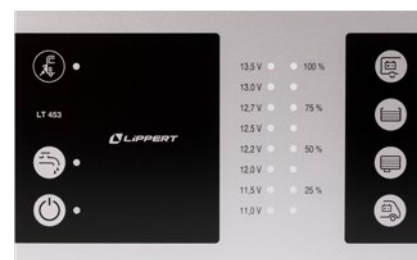 13,5 V 100 %
13,0 V
LT 453
12,7 V 75 %
12,5 V
LIPPERT
12,2 V 50 %
12,0 V
11,5 V 25 %
11,0 V